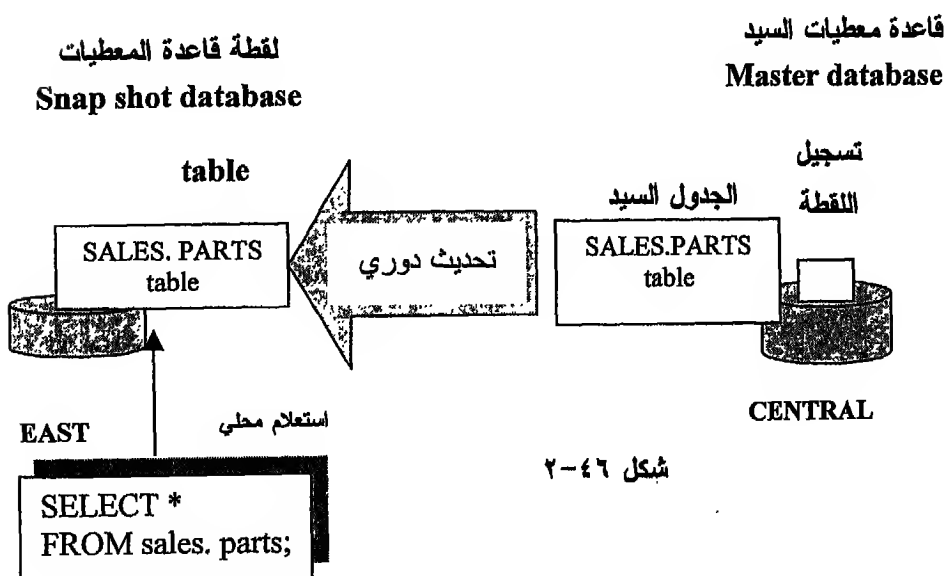 قاعدة معطيات السيد
Master database
لقطة قاعدة المعطيات
Snap shot database
تسجيل
اللقطة
الجدول السيد
SALES.PARTS
table
CENTRAL
تحديث دوري
table
SALES. PARTS
table
EAST
استعلام محلي
SELECT *
FROM sales. parts;
شكل ٤٦-٢